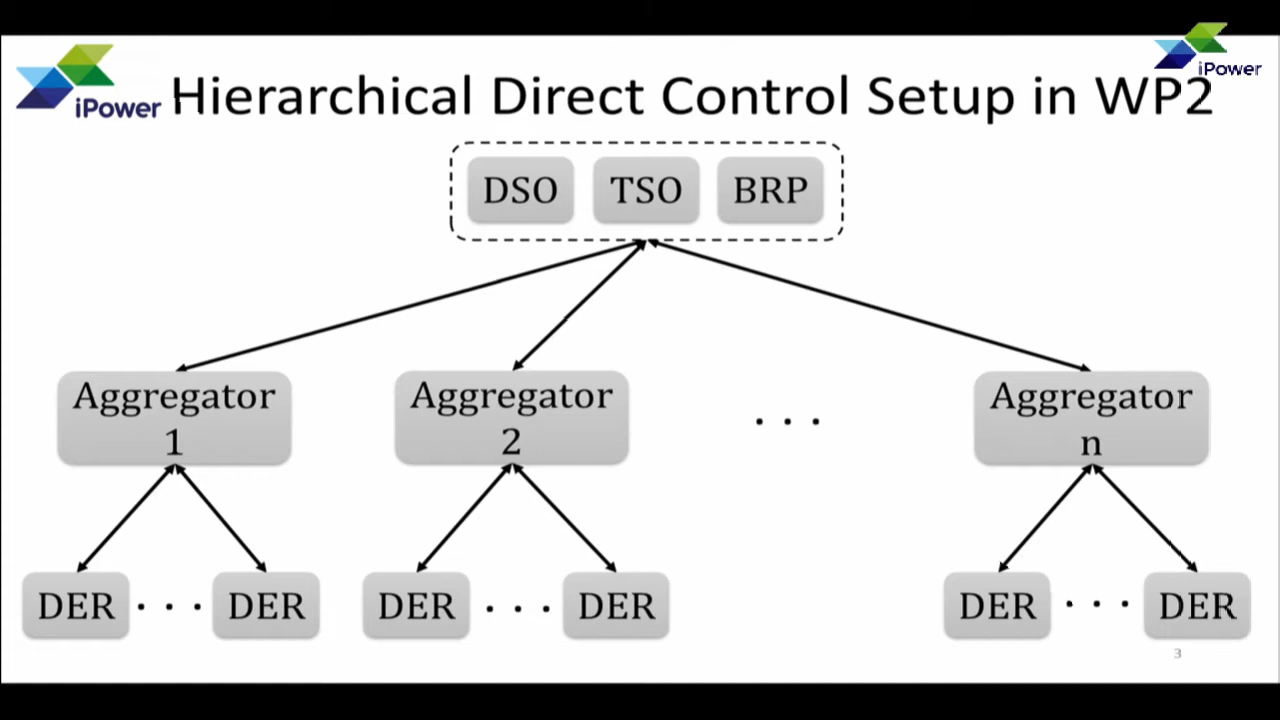 iPower
iPower
Hierarchical Direct Control Setup in WP2
DSO TSO BRP
Aggregator Aggregator Aggregator
1 2 . . . n
DER . . . DER DER . . . DER DER . . . DER
3